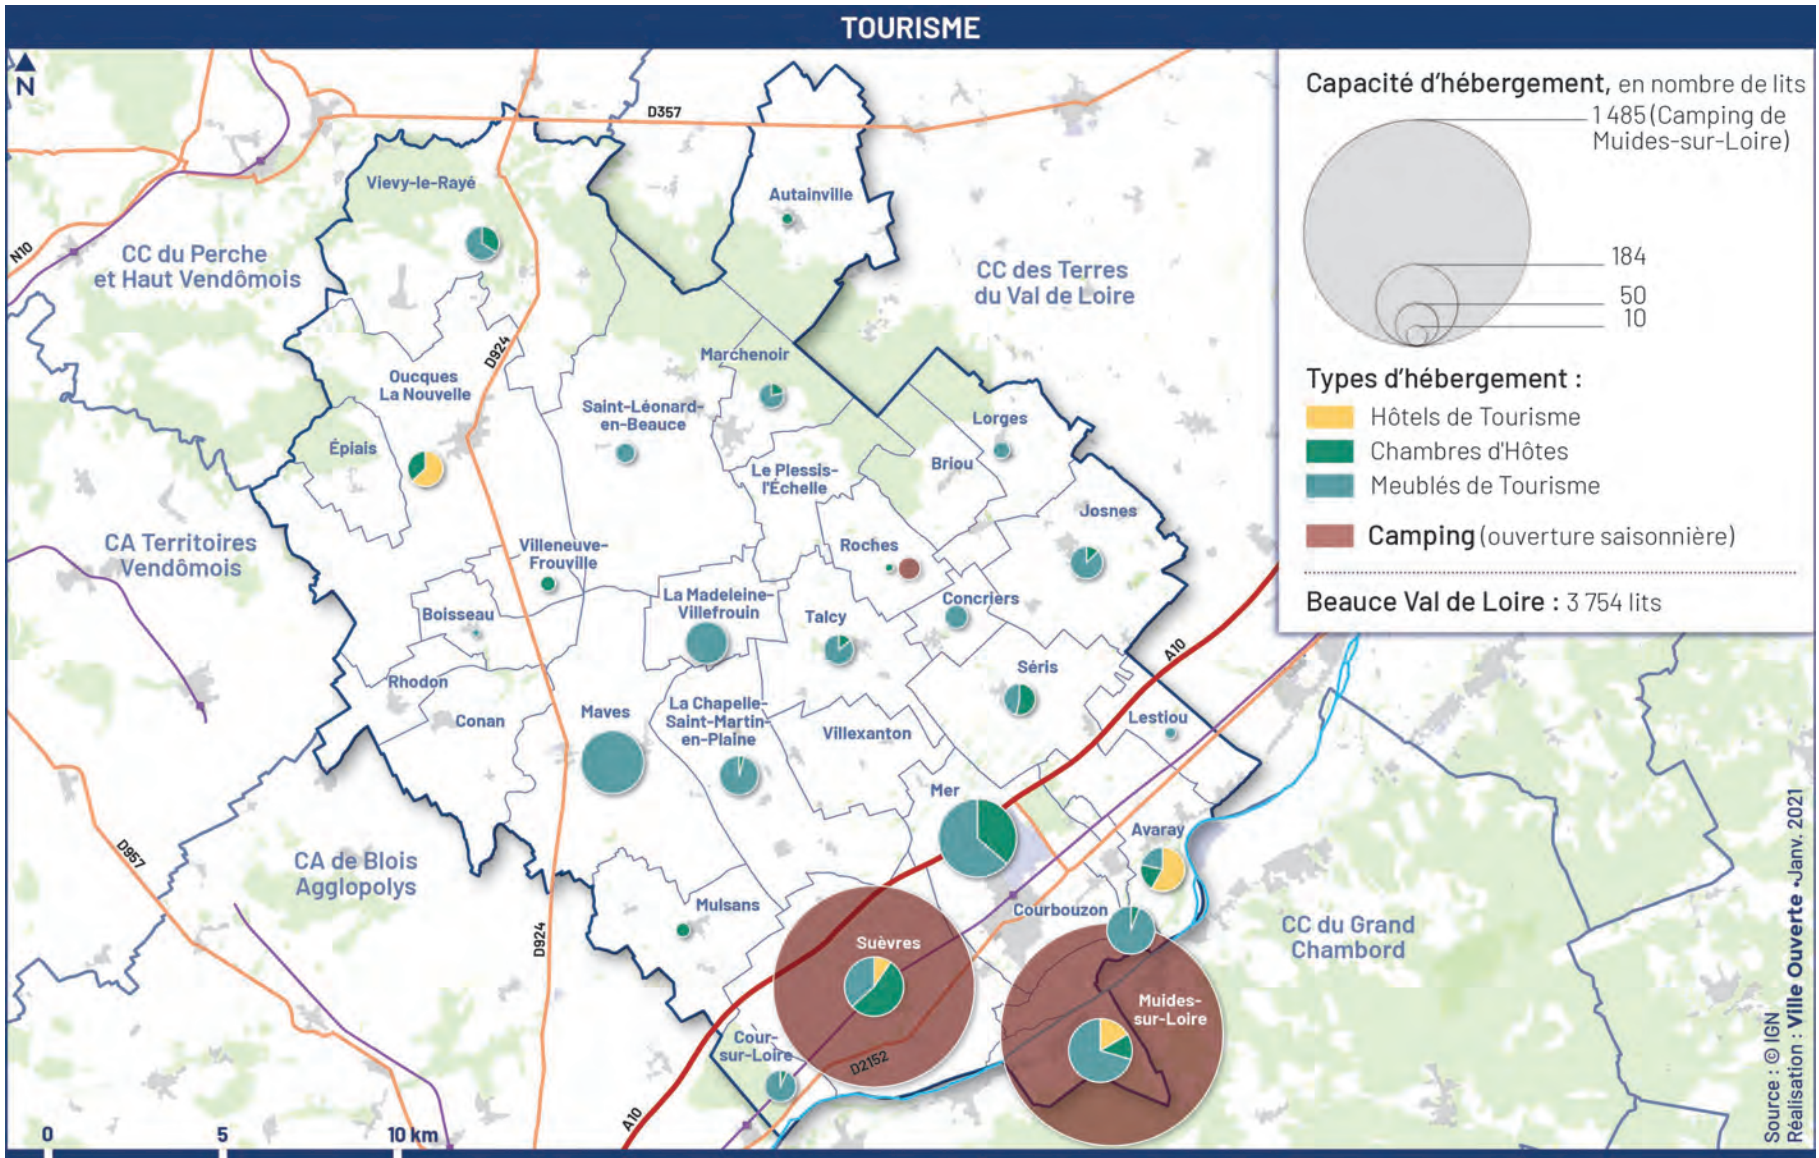 TOURISME
N
Capacité d'hébergement, en nombre de lits
1 485 (Camping de
Muides-sur-Loire)
184
50
10
Types d'hébergement :
Hôtels de Tourisme
Chambres d'Hôtes
Meublés de Tourisme
Camping (ouverture saisonnière)
Beauce Val de Loire : 3 754 lits
D357
Vievy-le-Rayé
Autainville
N10
CC du Perche
et Haut Vendômois
CC des Terres
du Val de Loire
D924
Marchenoir
Oucques
La Nouvelle
Saint-Léonard-
en-Beauce
Lorges
Épiais
Briou
Le Plessis-
l'Échelle
Josnes
CA Territoires
Vendômois
Villeneuve-
Frouville
Roches
La Madeleine-
Villefrouin
Concriers
Boisseau
Talcy
A10
Séris
Rhodon
La Chapelle-
Saint-Martin-
en-Plaine
Maves
Conan
Villexanton
Lestiou
Mer
Avaray
D957
CA de Blois
Agglopolys
Mulsans
Courbouzon
CC du Grand
Chambord
D924
Suèvres
Muides-
sur-Loire
Cour-
sur-Loire
D2152
A10
0 5 10 km
Source : © IGN
Réalisation : Ville Ouverte •Janv. 2021